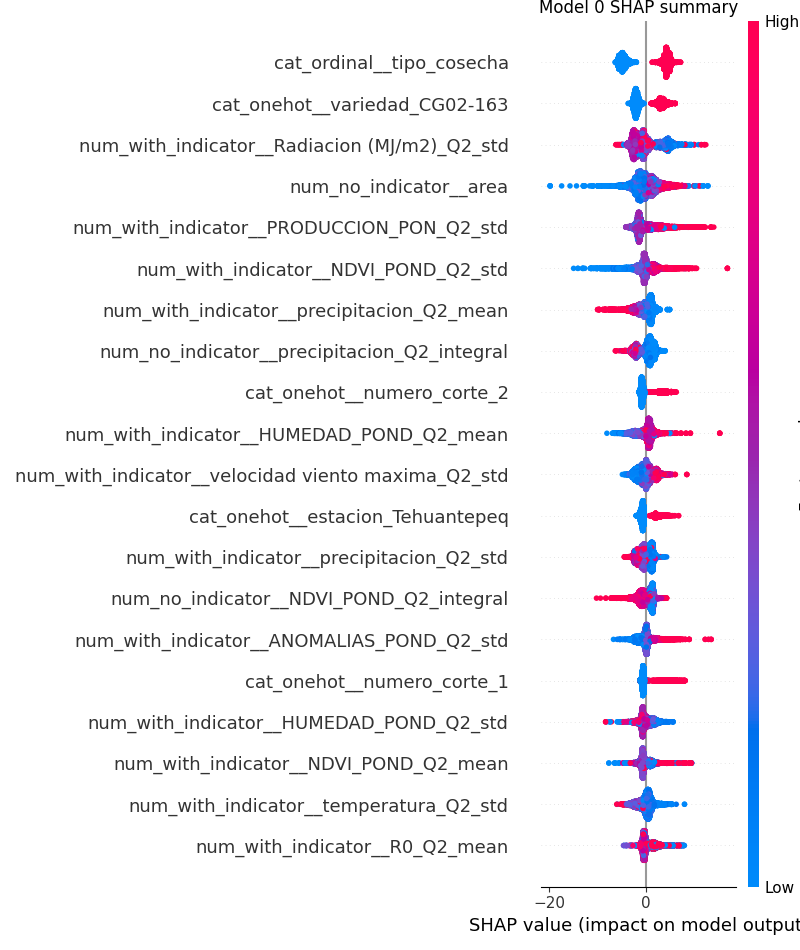 Model 0 SHAP summary
High
cat_ordinal__tipo_cosecha
cat_onehot__variedad_CG02-163
num_with_indicator__Radiacion (MJ/m2)_Q2_std
num_no_indicator__area
num_with_indicator__PRODUCCION_PON_Q2_std
num_with_indicator__NDVI_POND_Q2_std
num_with_indicator__precipitacion_Q2_mean
num_no_indicator__precipitacion_Q2_integral
cat_onehot__numero_corte_2
num_with_indicator__HUMEDAD_POND_Q2_mean
num_with_indicator__velocidad viento maxima_Q2_std
cat_onehot__estacion_Tehuantepeq
num_with_indicator__precipitacion_Q2_std
num_no_indicator__NDVI_POND_Q2_integral
num_with_indicator__ANOMALIAS_POND_Q2_std
cat_onehot__numero_corte_1
num_with_indicator__HUMEDAD_POND_Q2_std
num_with_indicator__NDVI_POND_Q2_mean
num_with_indicator__temperatura_Q2_std
num_with_indicator__R0_Q2_mean
Low
−20 0
SHAP value (impact on model output